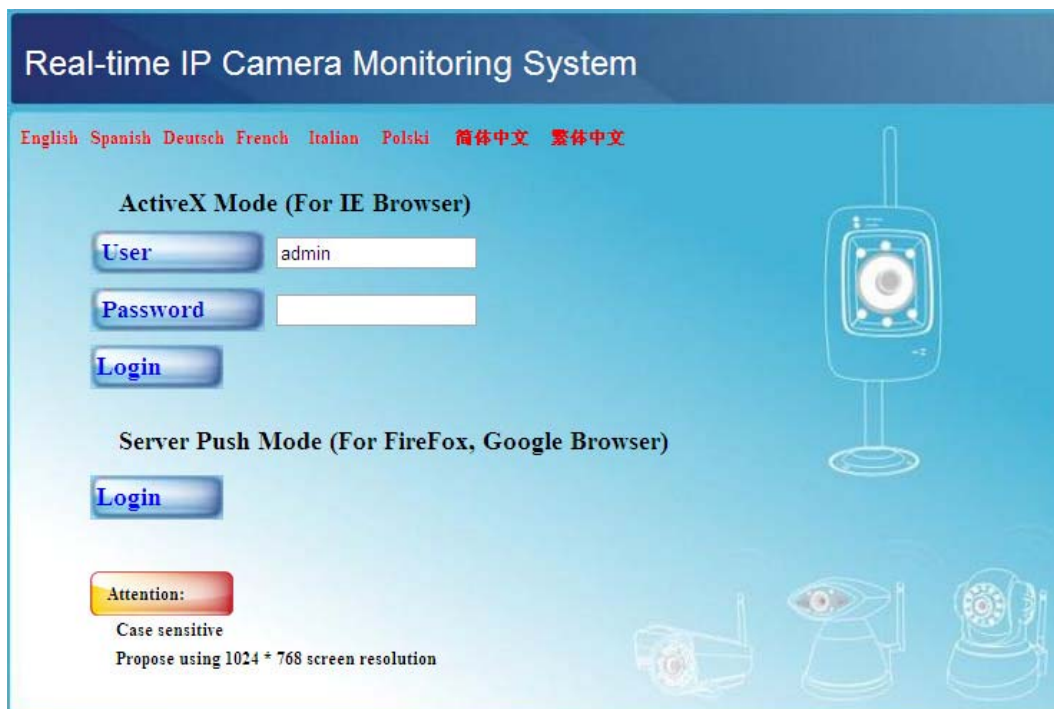 Real-time IP Camera Monitoring System
English Spanish Deutsch French Italian Polski 简体中文 繁体中文
ActiveX Mode (For IE Browser)
User admin
Password
Login
Server Push Mode (For FireFox, Google Browser)
Login
Attention:
Case sensitive
Propose using 1024 * 768 screen resolution